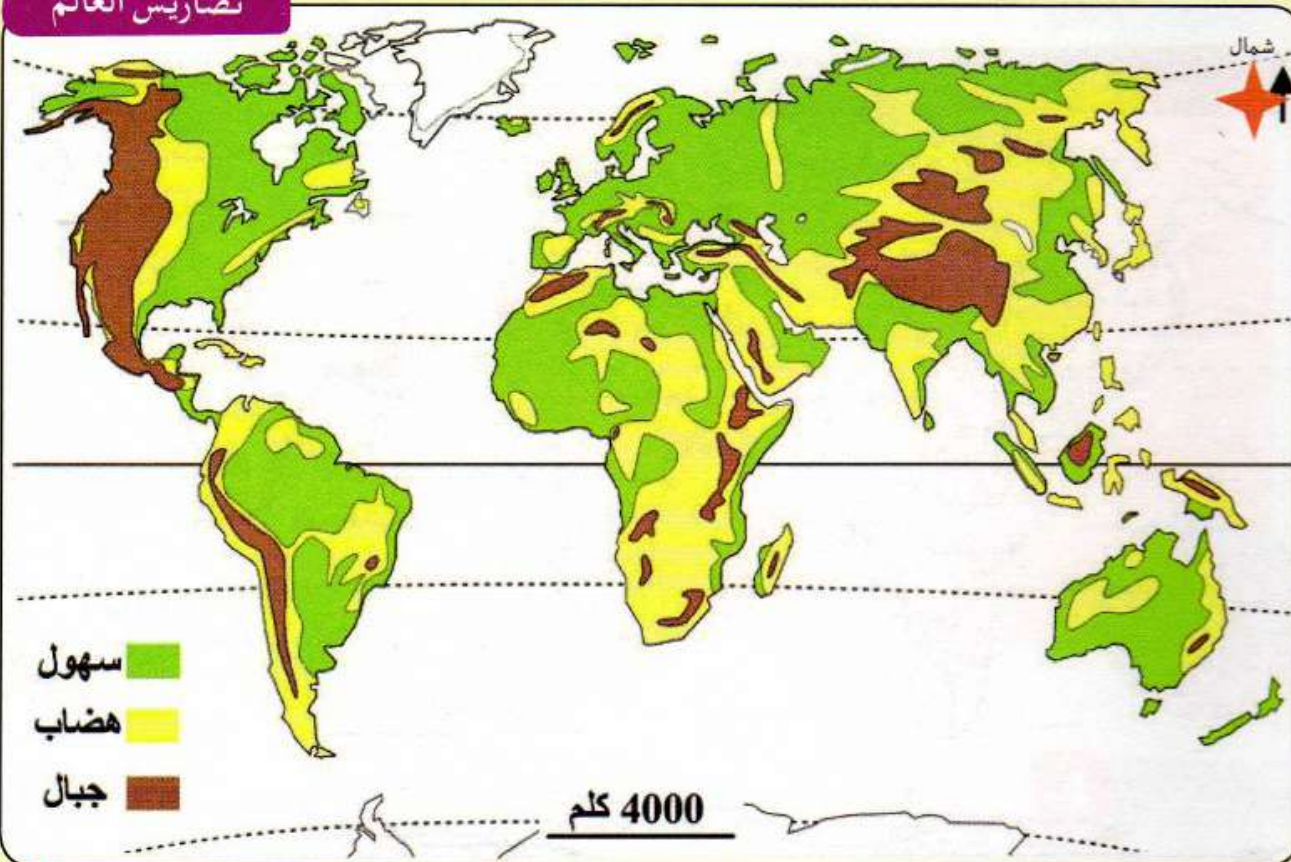 تضاريس العالم
شمال
سهول
هضاب
جبال
4000 كلم